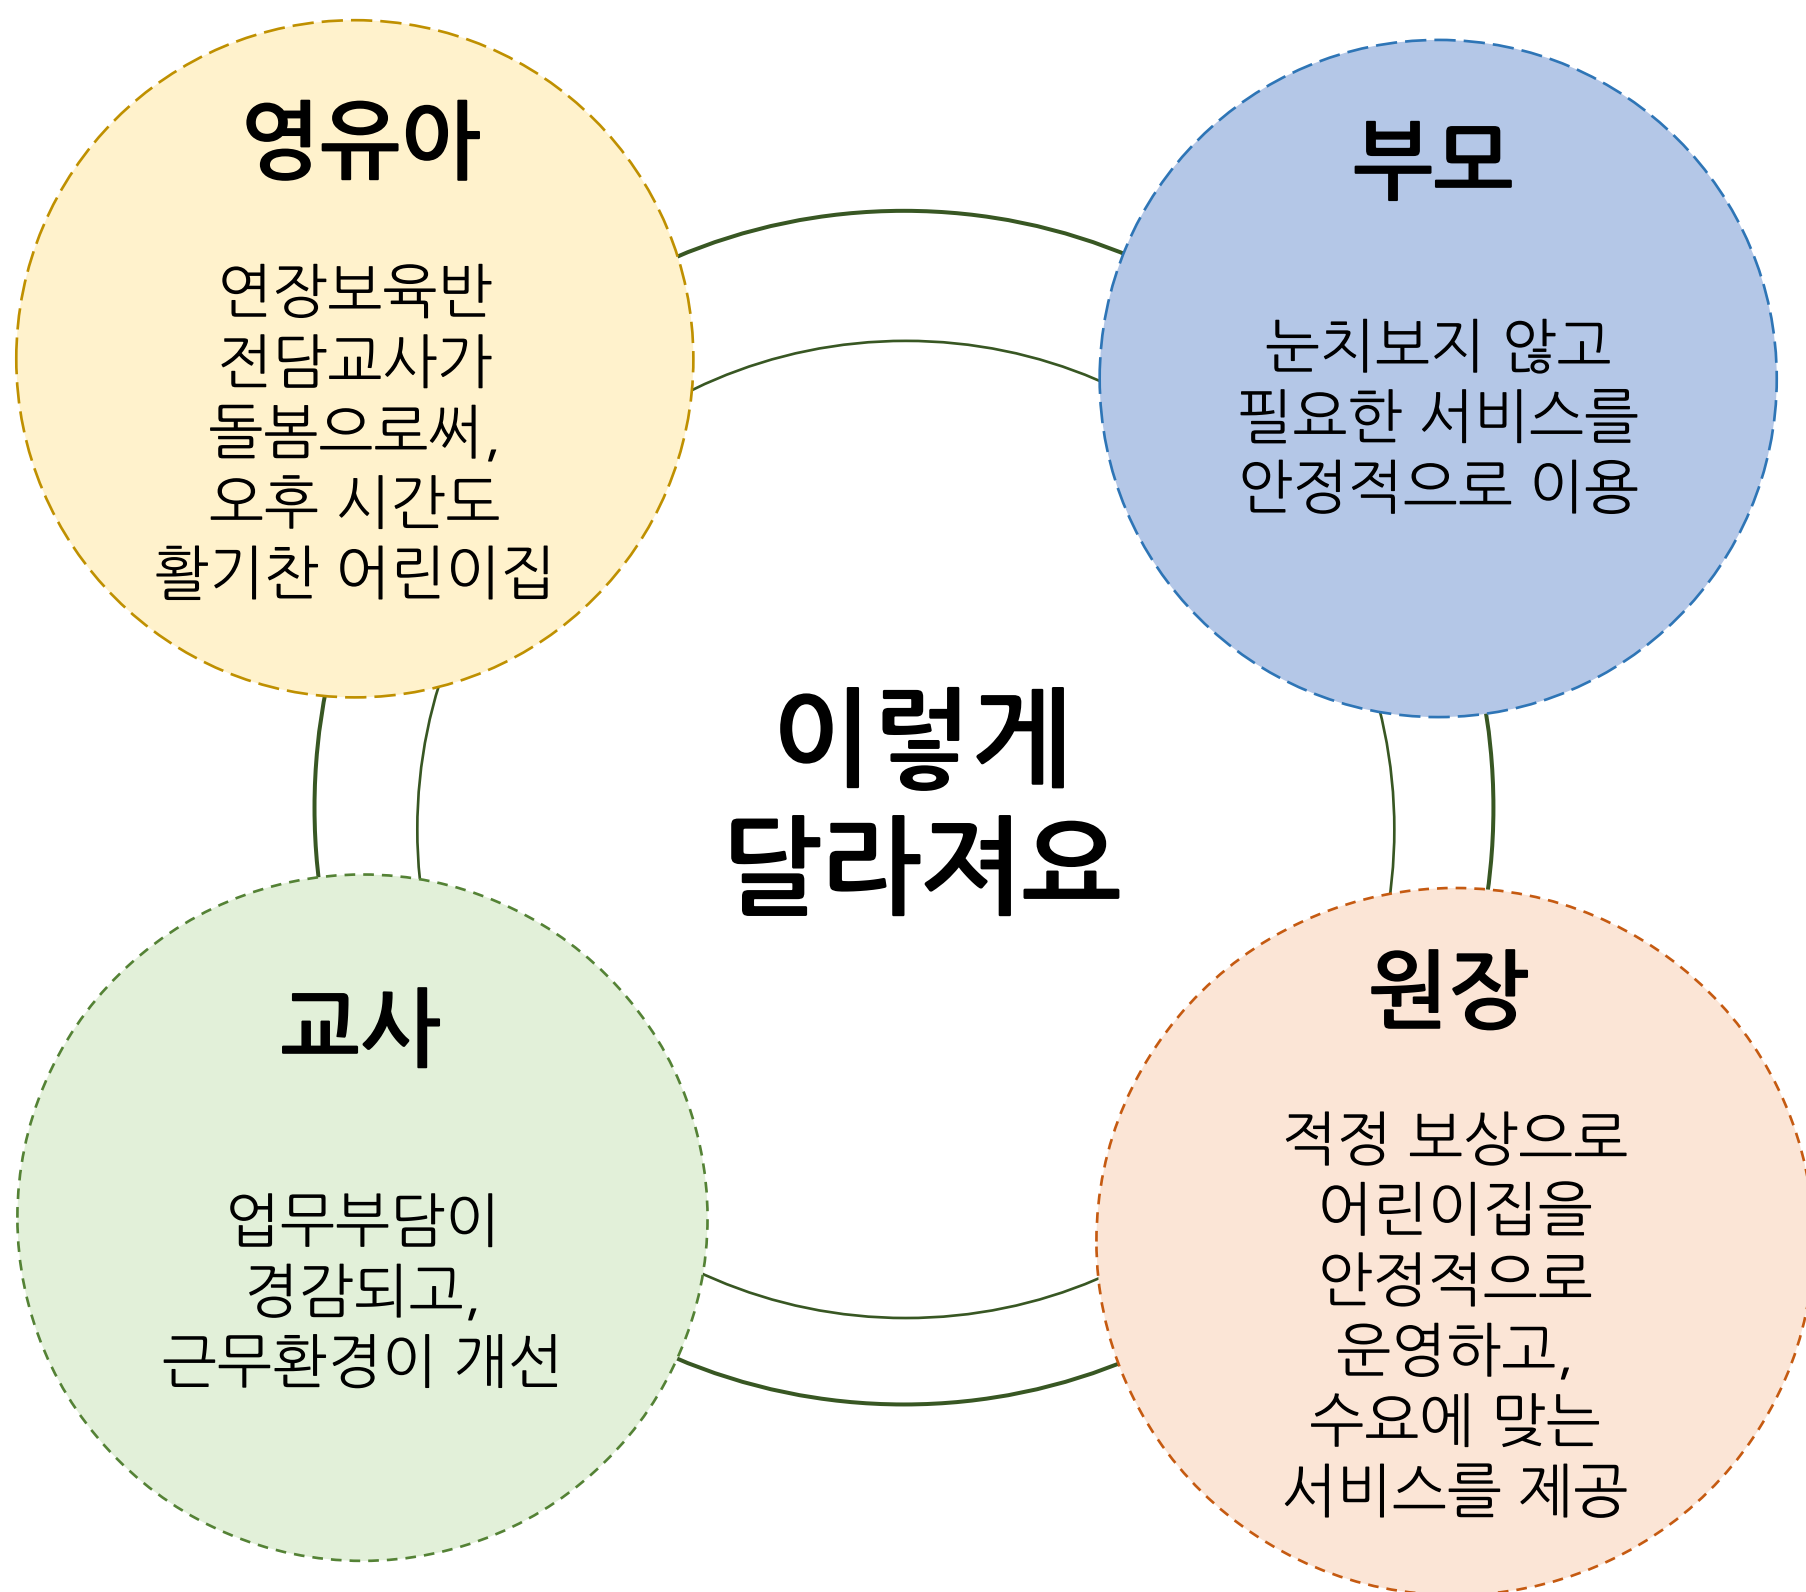 영유아
연장보육반
전담교사가
돌봄으로써,
오후 시간도
활기찬 어린이집
부모
눈치보지 않고
필요한 서비스를
안정적으로 이용
이렇게
달라져요
교사
업무부담이
경감되고,
근무환경이 개선
원장
적정 보상으로
어린이집을
안정적으로
운영하고,
수요에 맞는
서비스를 제공